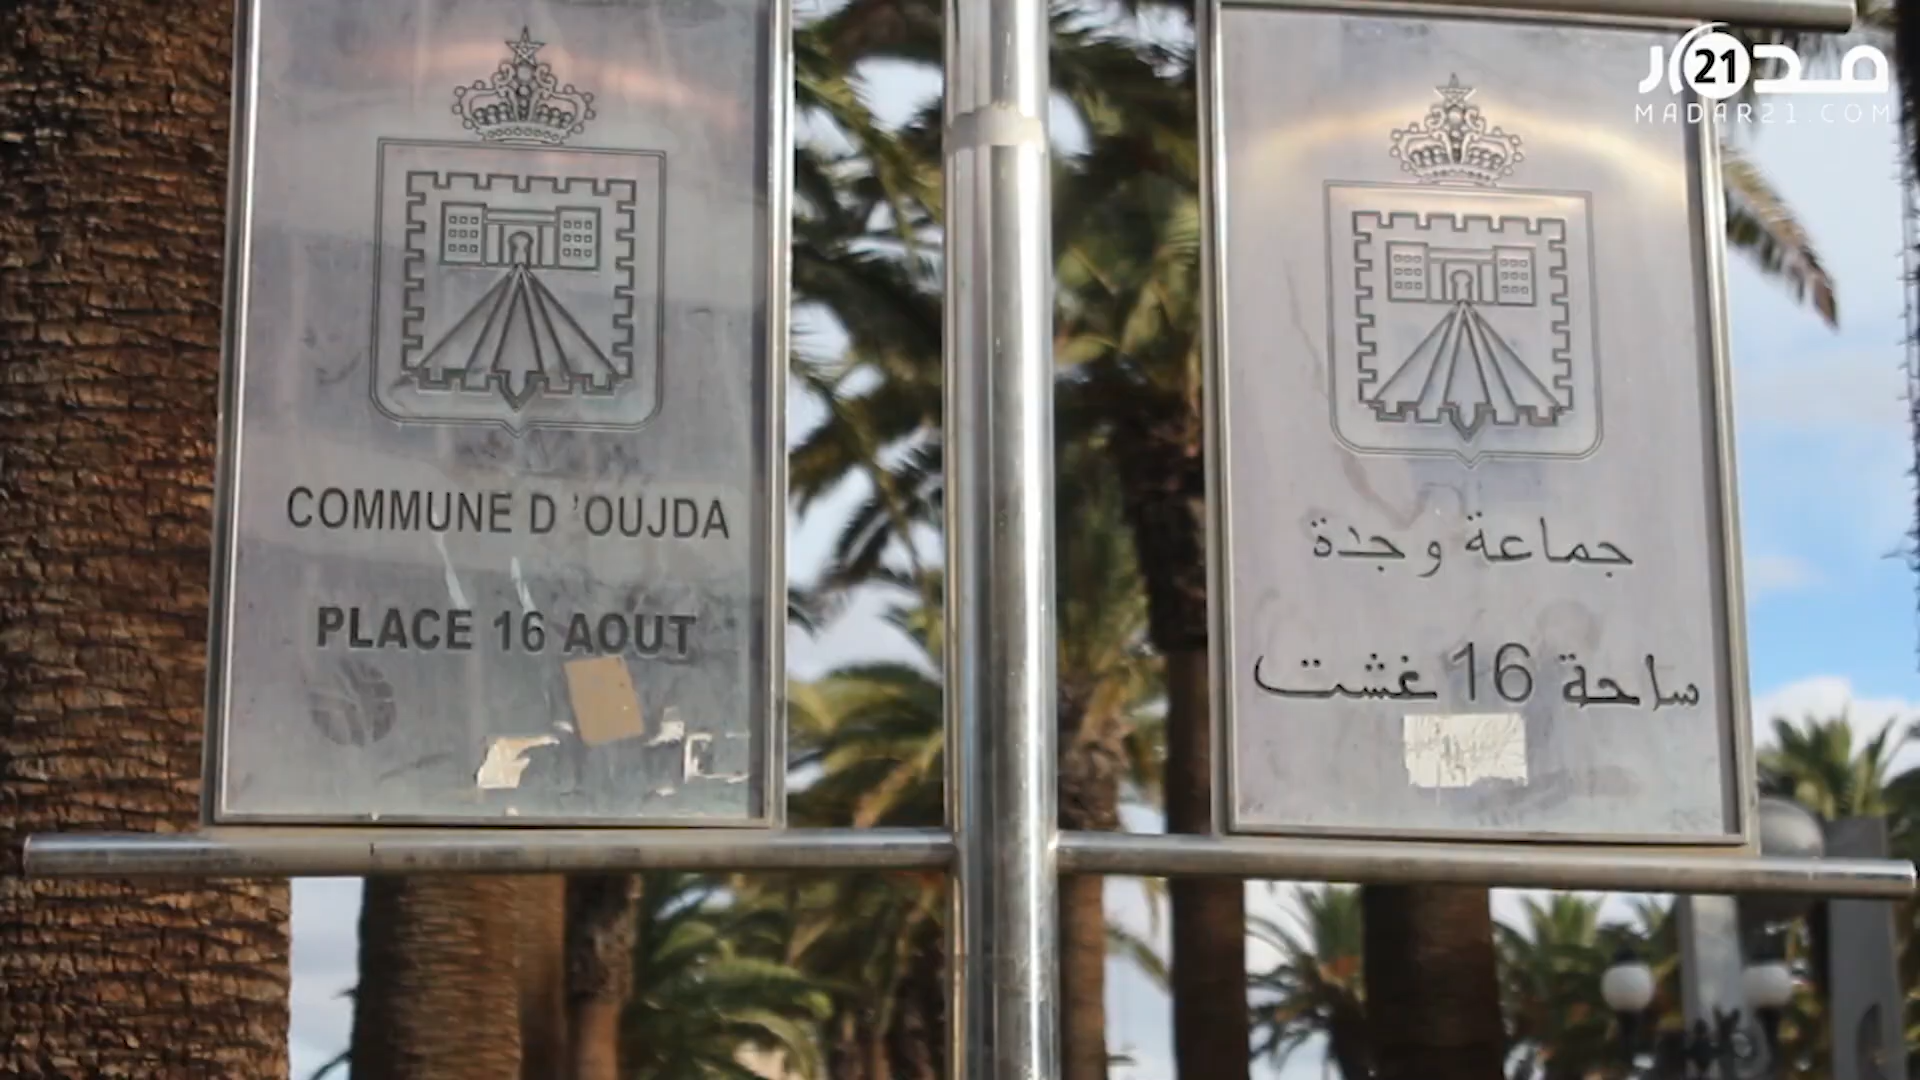 COMMUNE D 'OUJDA
PLACE 16 AOUT
جماعة وجدة
ساحة 16 غشت
مدار 21
MADAR21.COM